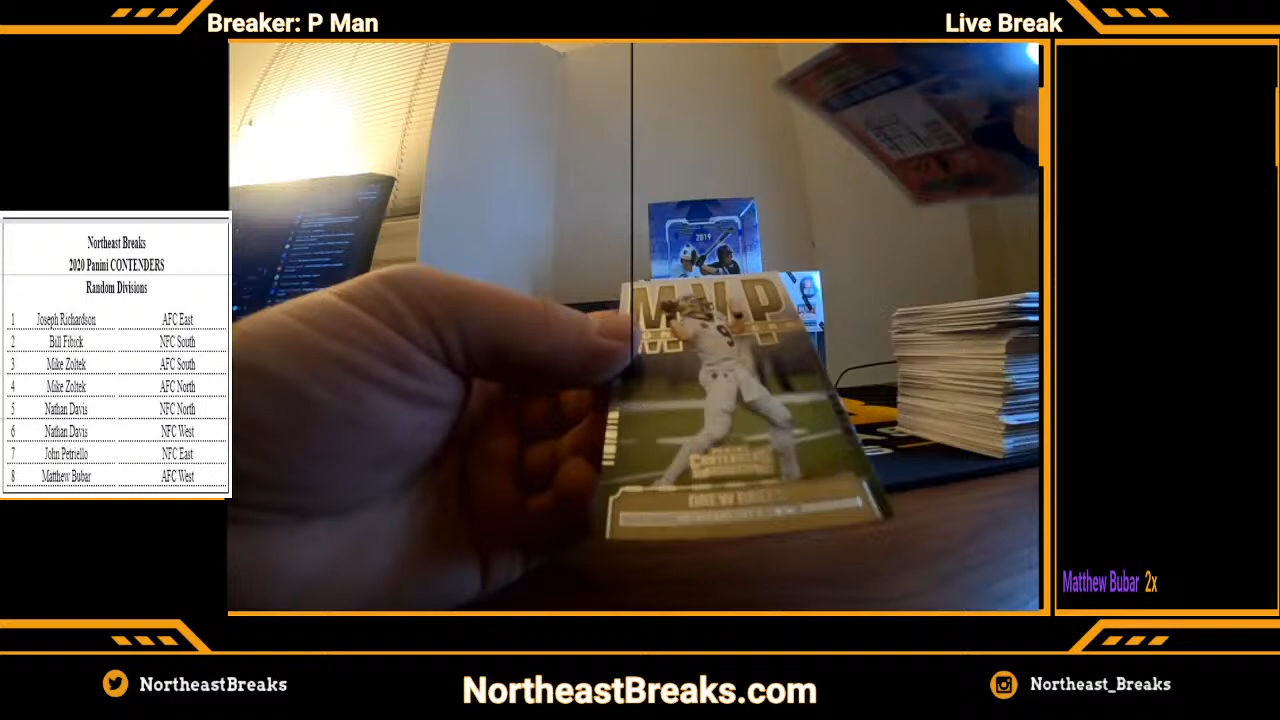 Breaker: P Man
Live Break
Northeast Breaks
2020 Panini CONTENDERS
Random Divisions
1 Joseph Richardson AFC East
2 Bill Fibick NFC South
3 Mike Zoltek AFC South
4 Mike Zoltek AFC North
5 Nathan Davis NFC North
6 Nathan Davis NFC West
7 John Petriello NFC East
8 Matthew Bubar AFC West
2019
MVP
9
CONTENDERS
DREW BREES
Matthew Bubar 2x
NortheastBreaks
NortheastBreaks.com
Northeast_Breaks